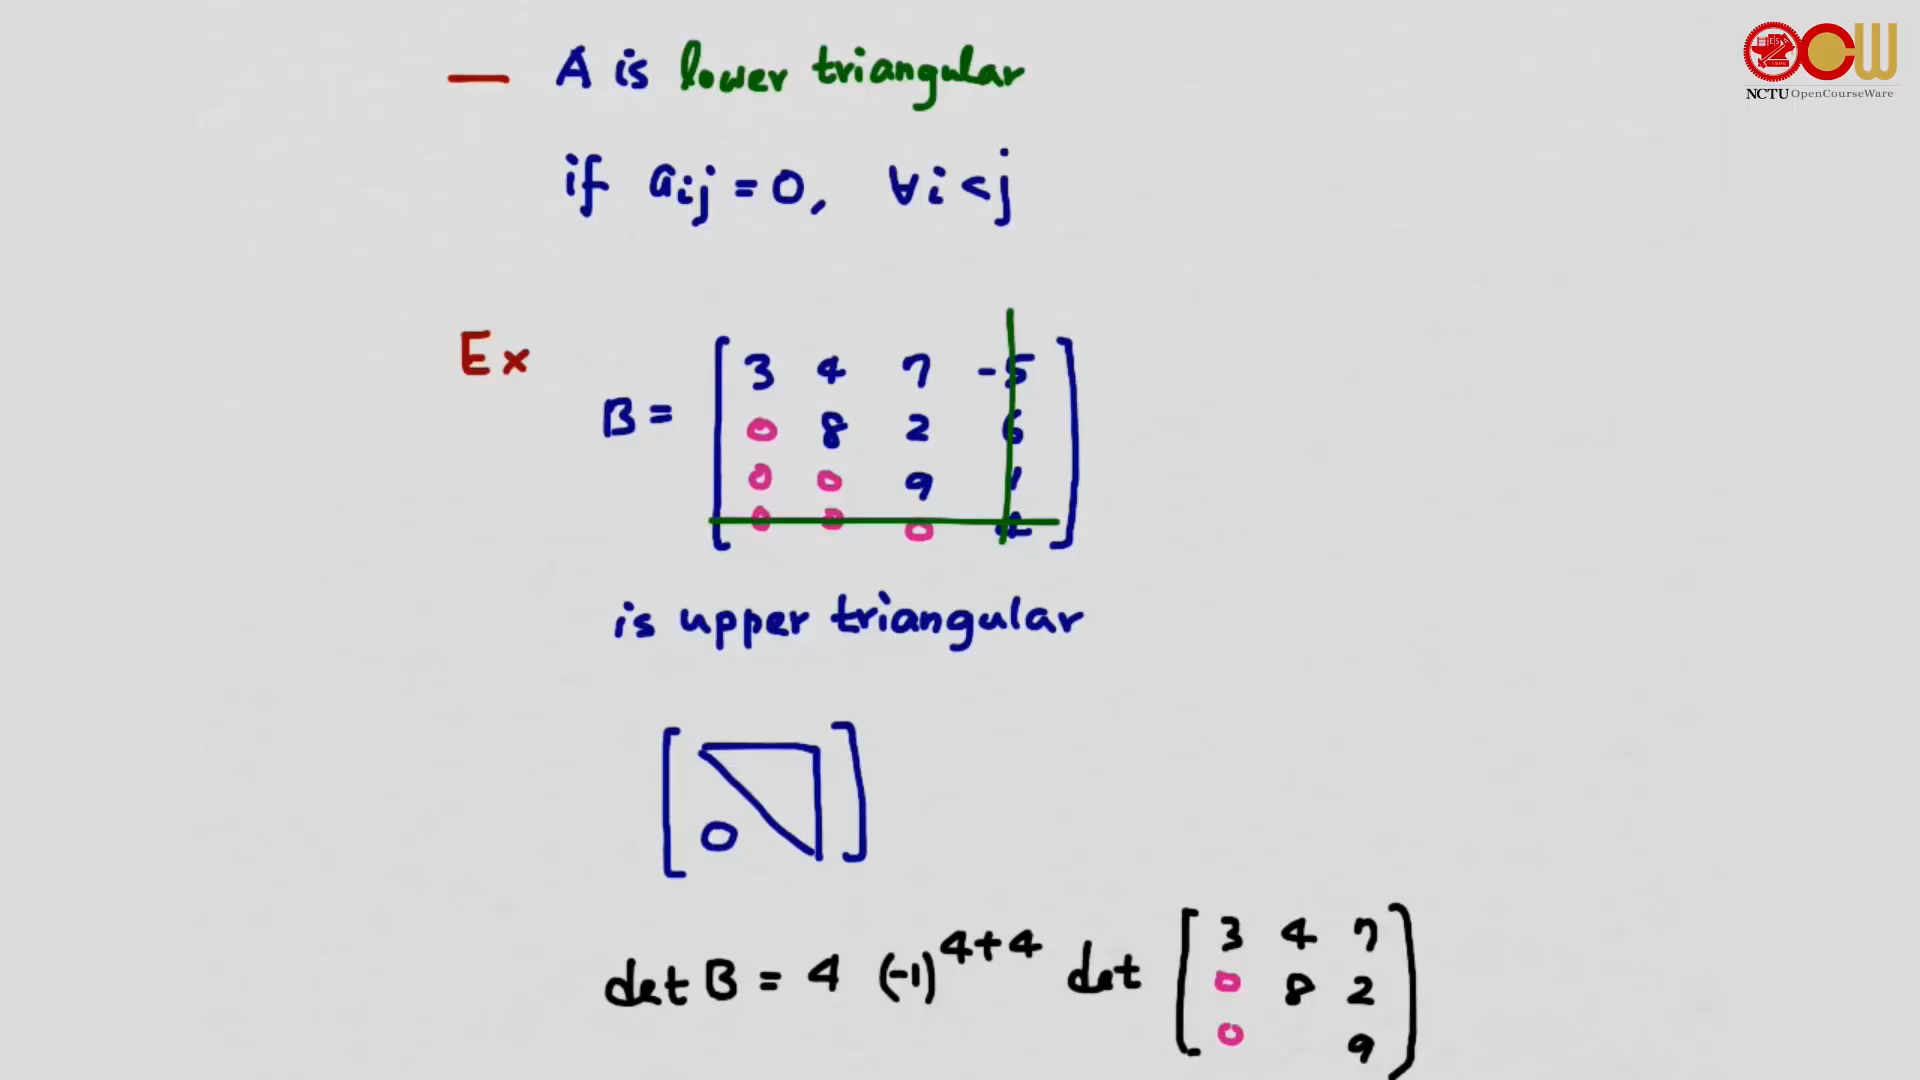 NCTU OpenCourseWare
— A is lower triangular
if aij = 0, ∀i < j
Ex
B = [ 3 4 7 -5
0 8 2 6
0 0 9 1
0 0 0 4 ]
is upper triangular
[ 0 ]
det B = 4 (-1)^4+4 det [ 3 4 7
0 8 2
0 9 ]